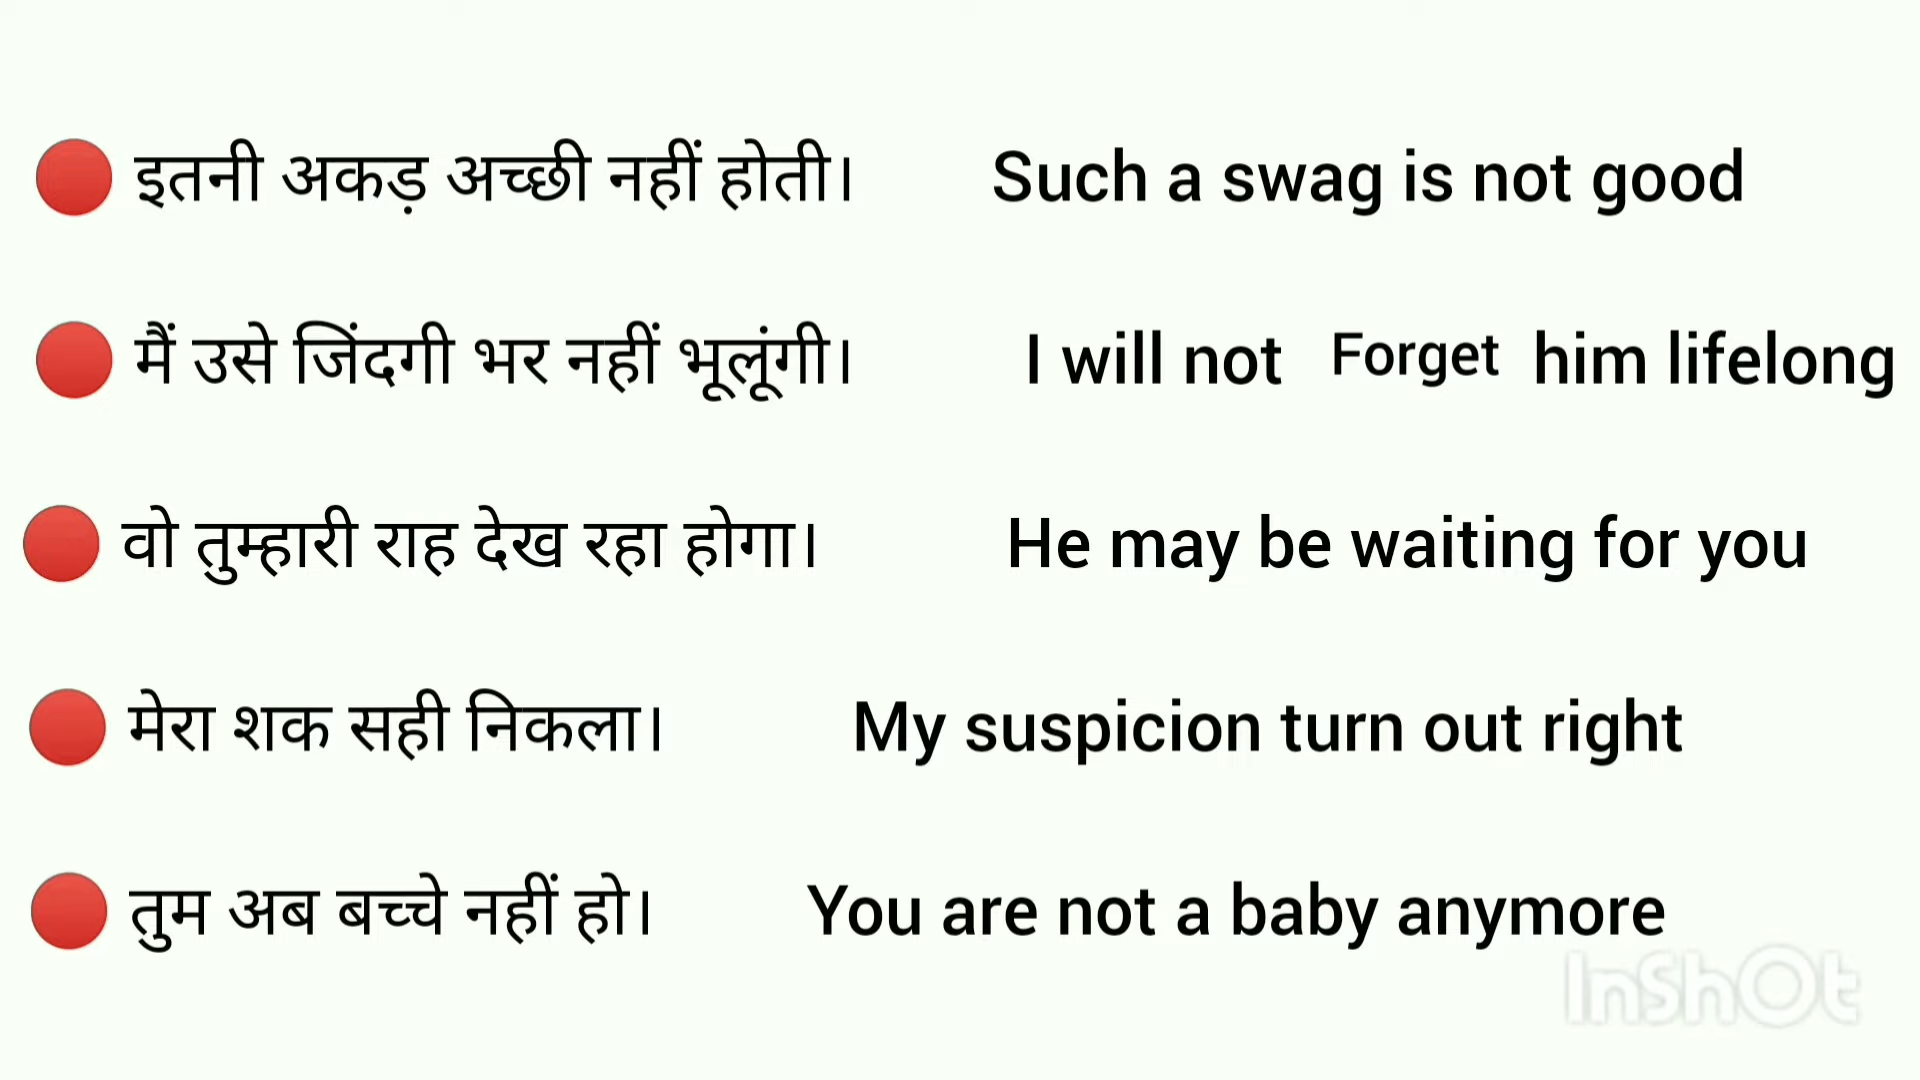 🔴 इतनी अकड़ अच्छी नहीं होती। Such a swag is not good
🔴 मैं उसे जिंदगी भर नहीं भूलूंगी। I will not Forget him lifelong
🔴 वो तुम्हारी राह देख रहा होगा। He may be waiting for you
🔴 मेरा शक सही निकला। My suspicion turn out right
🔴 तुम अब बच्चे नहीं हो। You are not a baby anymore
InShOt